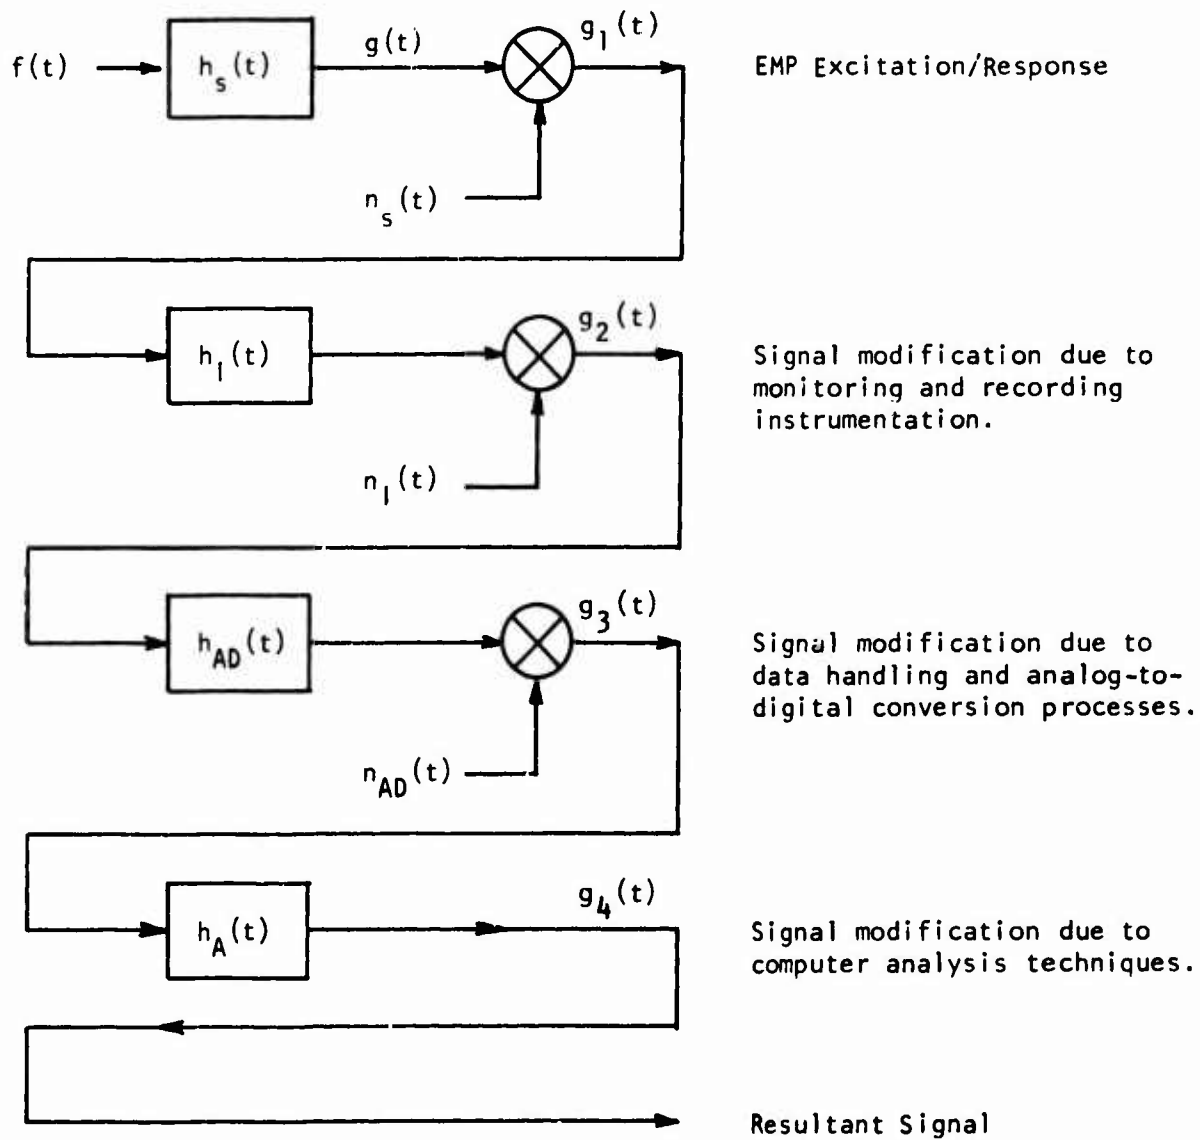 f(t)
h_s(t)
g(t)
g_1(t)
EMP Excitation/Response
n_s(t)
h_I(t)
g_2(t)
Signal modification due to
monitoring and recording
instrumentation.
n_I(t)
h_AD(t)
g_3(t)
Signal modification due to
data handling and analog-to-
digital conversion processes.
n_AD(t)
h_A(t)
g_4(t)
Signal modification due to
computer analysis techniques.
Resultant Signal